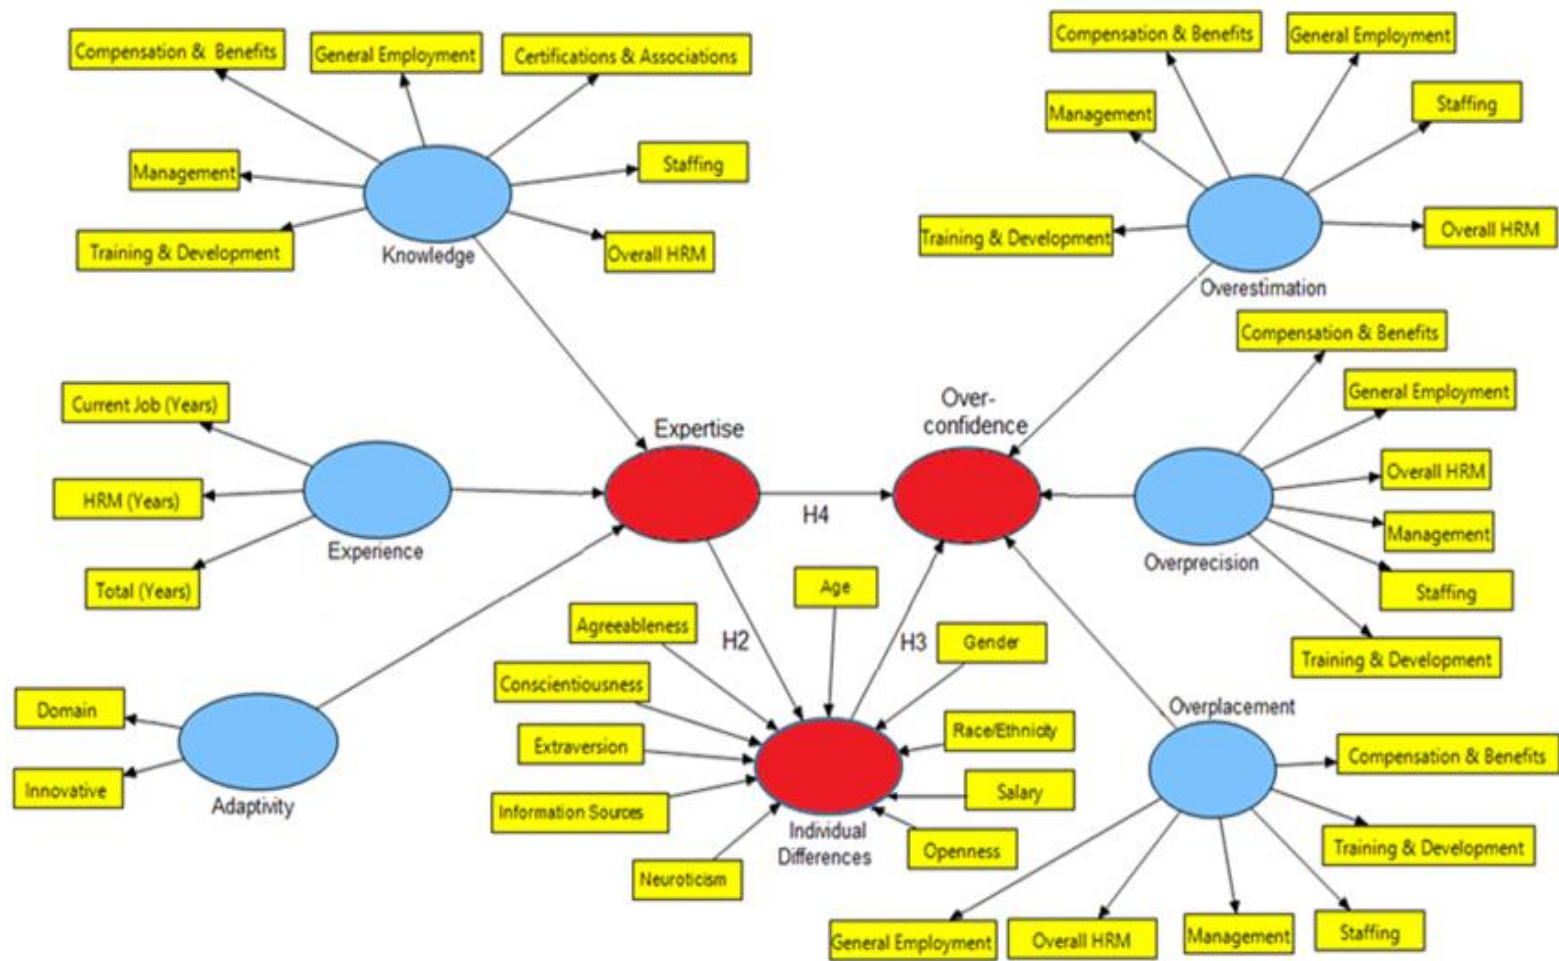 Compensation & Benefits
General Employment
Certifications & Associations
Management
Staffing
Training & Development
Overall HRM
Knowledge
Compensation & Benefits
General Employment
Management
Staffing
Training & Development
Overall HRM
Overestimation
Current Job (Years)
HRM (Years)
Total (Years)
Experience
Expertise
Over-
confidence
H4
Compensation & Benefits
General Employment
Overall HRM
Management
Staffing
Training & Development
Overprecision
Domain
Innovative
Adaptivity
H2
H3
Age
Agreeableness
Gender
Conscientiousness
Extraversion
Race/Ethnicity
Information Sources
Salary
Neuroticism
Openness
Individual
Differences
Overplacement
Compensation & Benefits
Training & Development
General Employment
Overall HRM
Management
Staffing